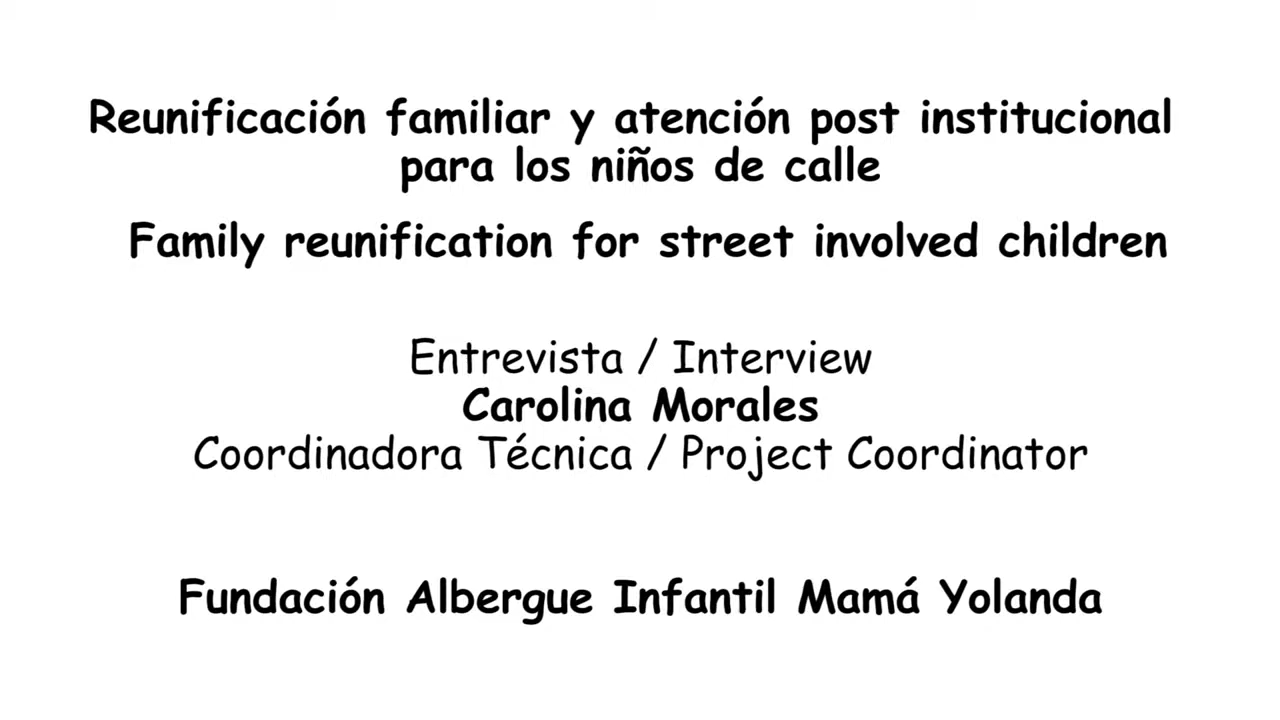 Reunificación familiar y atención post institucional
para los niños de calle
Family reunification for street involved children
Entrevista / Interview
Carolina Morales
Coordinadora Técnica / Project Coordinator
Fundación Albergue Infantil Mamá Yolanda